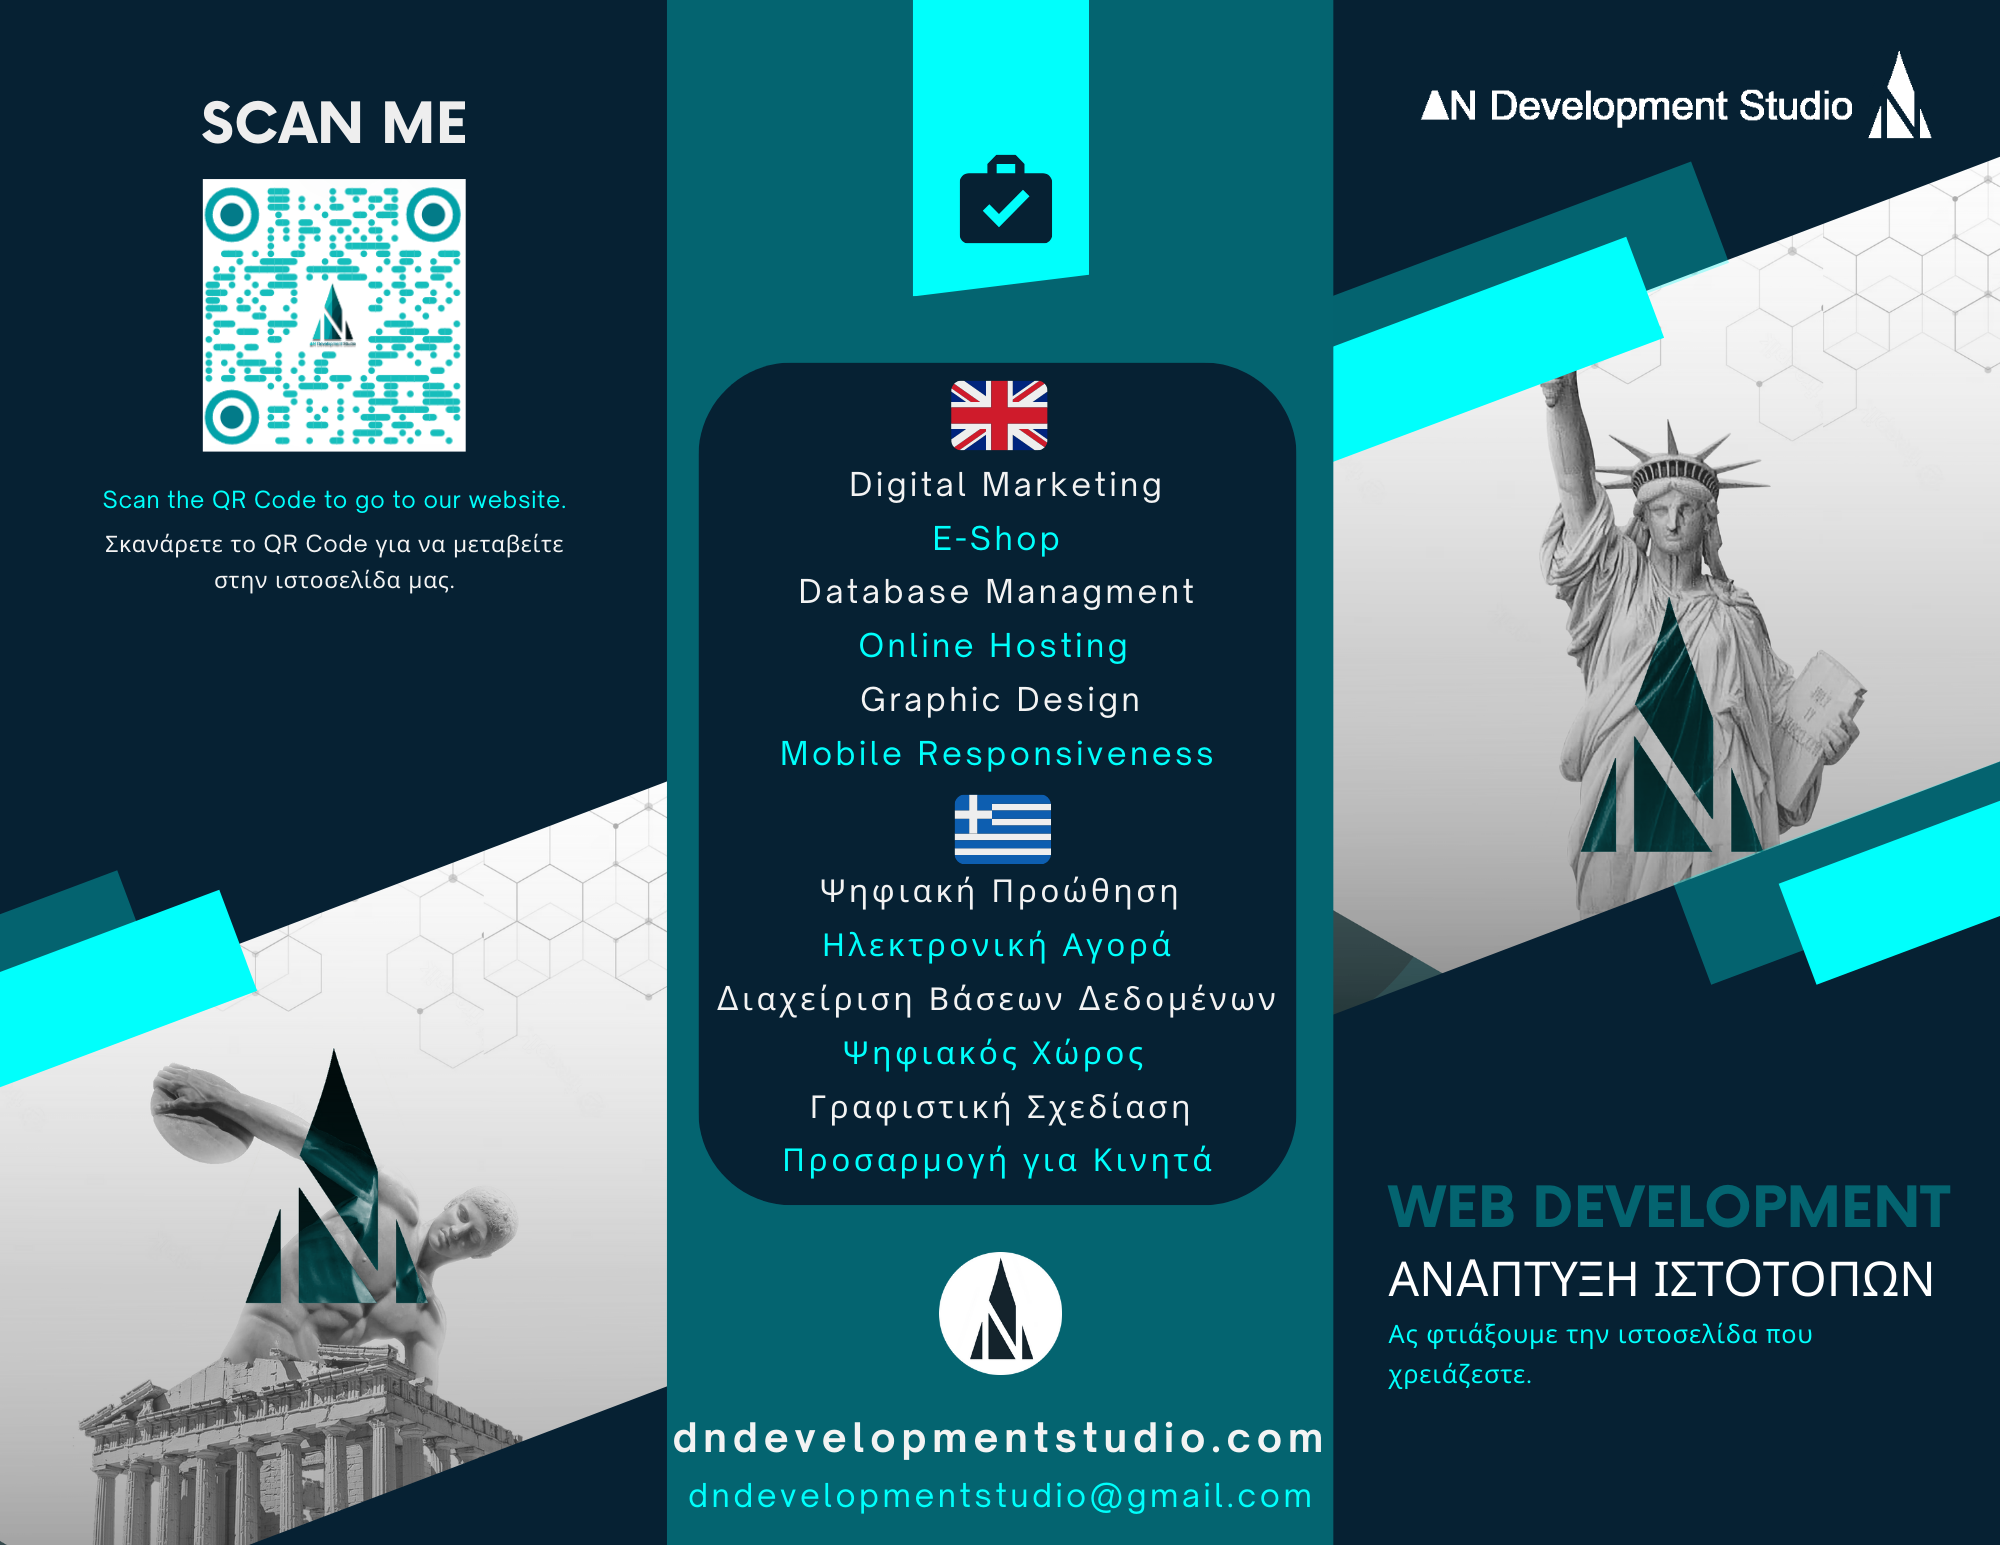 SCAN ME
Scan the QR Code to go to our website.
Σκανάρετε το QR Code για να μεταβείτε
στην ιστοσελίδα μας.
Digital Marketing
E-Shop
Database Managment
Online Hosting
Graphic Design
Mobile Responsiveness
Ψηφιακή Προώθηση
Ηλεκτρονική Αγορά
Διαχείριση Βάσεων Δεδομένων
Ψηφιακός Χώρος
Γραφιστική Σχεδίαση
Προσαρμογή για Κινητά
dndevelopmentstudio.com
dndevelopmentstudio@gmail.com
ΔN Development Studio
WEB DEVELOPMENT
ΑΝΑΠΤΥΞΗ ΙΣΤΟΤΟΠΩΝ
Ας φτιάξουμε την ιστοσελίδα που
χρειάζεστε.